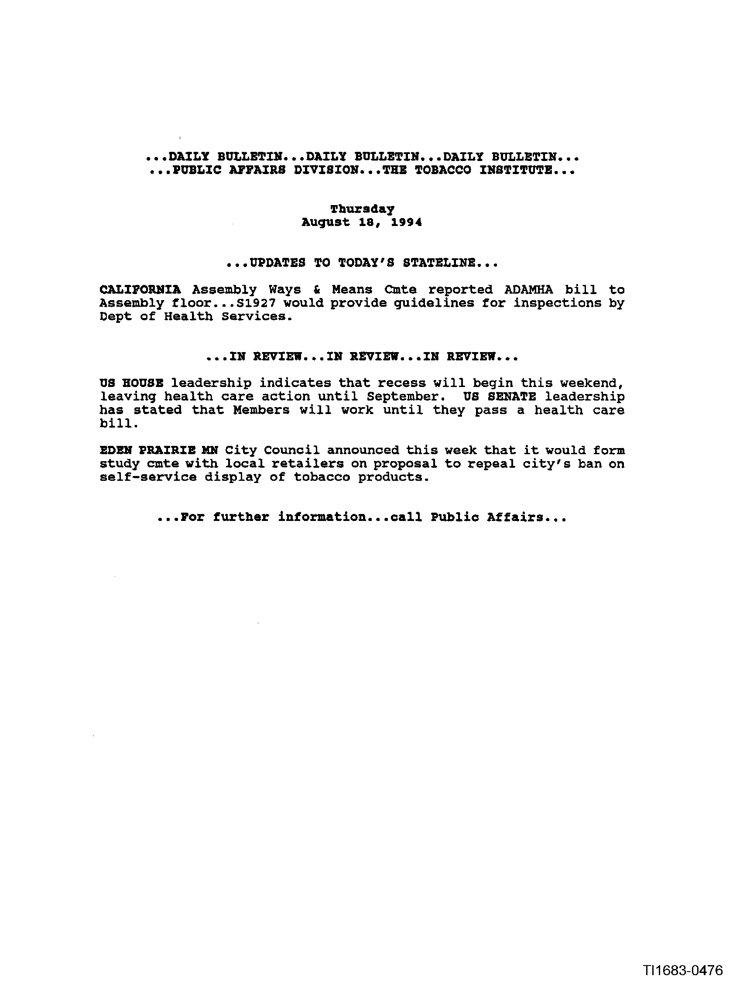 ...DAILY BULLETIN...DAILY BULLETIN...DAILY BULLETIN...
...PUBLIC AFFAIRS DIVISION...THE TOBACCO INSTITUTE...
Thursday
August 18, 1994
...UPDATES TO TODAY'S STATELINE...
CALIFORNIA Assembly Ways & Means Cmte reported ADAMHA bill to
Assembly floor...S1927 would provide guidelines for inspections by
Dept of Health Services.
...IN REVIEW...IN REVIEW...IN REVIEW...
US HOUSE leadership indicates that recess will begin this weekend,
leaving health care action until September. US SENATE leadership
has stated that Members will work until they pass a health care
bill.
EDEN PRAIRIE MN City Council announced this week that it would form
study cmte with local retailers on proposal to repeal city's ban on
self-service display of tobacco products.
...For further information...call Public Affairs...
TI1683-0476